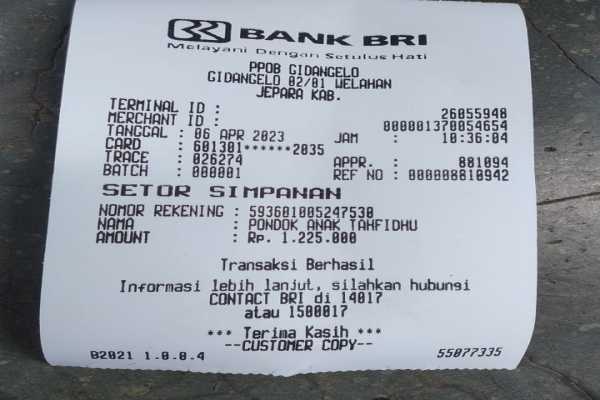 BANK BRI
Melayani Dengan Setulus Hati
PPOB GIDANGELO
GIDANGELO 02/01 WELAHAN
JEPARA KAB.
TERMINAL ID : 26055948
MERCHANT ID : 000001370054654
TANGGAL : 06 APR 2023 JAM : 10:36:04
CARD : 601301******2035
TRACE : 026274 APPR. : 881094
BATCH : 000001 REF NO : 000008810942
SETOR SIMPANAN
NOMOR REKENING : 593601005247530
NAMA : PONDOK ANAK TAHFIDHU
AMOUNT : Rp. 1.225.000
Transaksi Berhasil
Informasi lebih lanjut, silahkan hubungi
CONTACT BRI di 14017
atau 1500017
*** Terima Kasih ***
--CUSTOMER COPY--
B2021 1.0.0.4 55077335